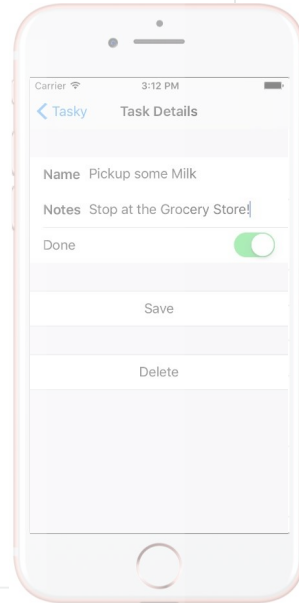 Carrier 3:12 PM
Tasky Task Details
Name Pickup some Milk
Notes Stop at the Grocery Store!
Done
Save
Delete